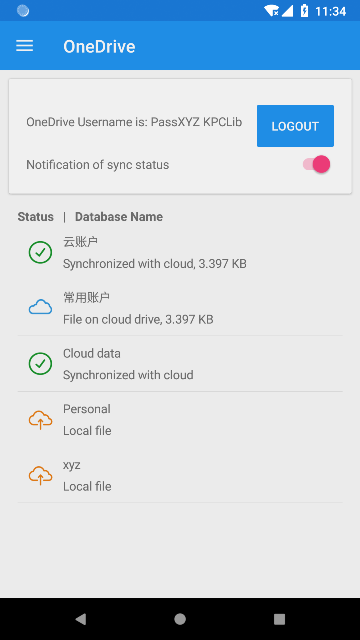 11:34
OneDrive
OneDrive Username is: PassXYZ KPCLib
LOGOUT
Notification of sync status
Status | Database Name
云账户
Synchronized with cloud, 3.397 KB
常用账户
File on cloud drive, 3.397 KB
Cloud data
Synchronized with cloud
Personal
Local file
xyz
Local file